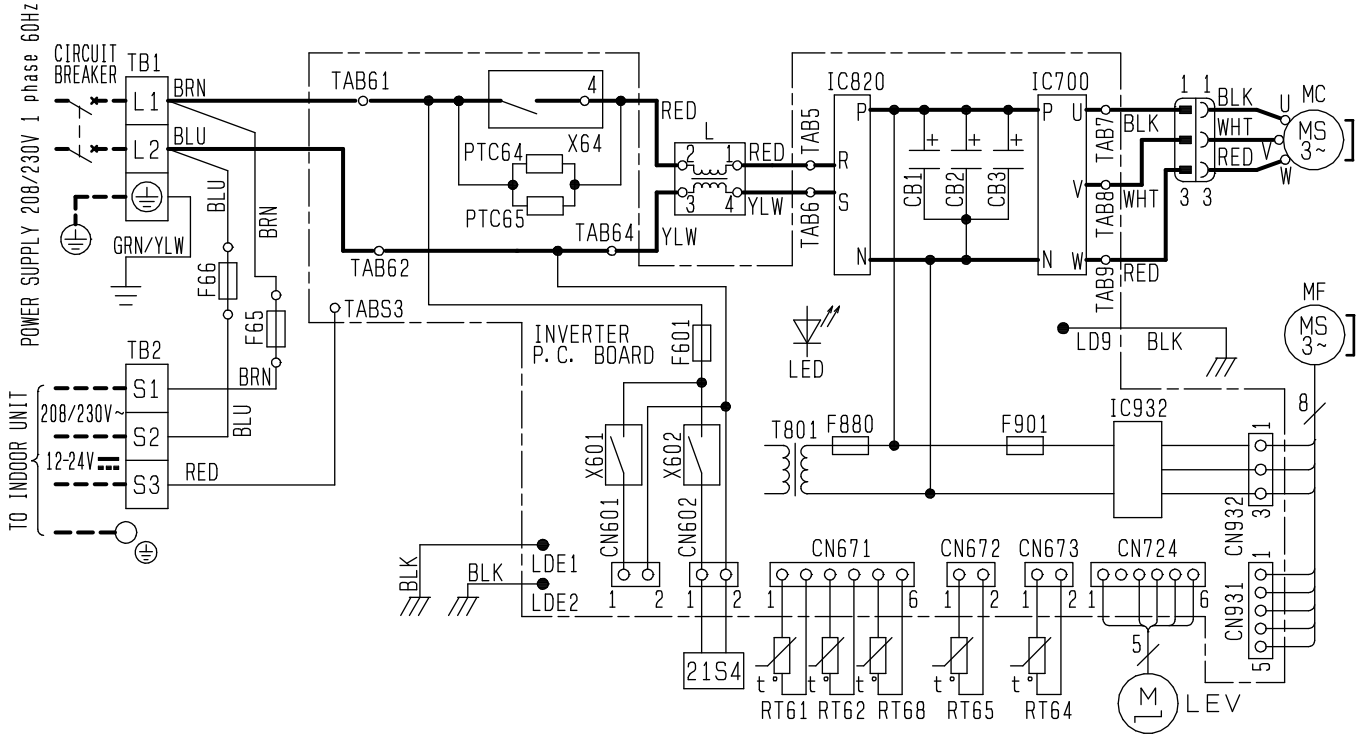 POWER SUPPLY 208/230V 1 phase 60Hz
CIRCUIT
BREAKER
TB1
L1
L2
BRN
BLU
GRN/YLW
BLU
BRN
F66
F65
BRN
BLU
TB2
S1
S2
S3
RED
TO INDOOR UNIT
208/230V~
12-24V
TAB61
TAB62
TABS3
4
X64
PTC64
PTC65
TAB64
RED
YLW
L
2
1
3
4
RED
YLW
TAB5
TAB6
IC820
P
R
S
N
CB1
+
CB2
+
CB3
+
IC700
P
N
U
V
W
TAB7
TAB8
TAB9
BLK
WHT
RED
1
1
3
3
BLK
WHT
RED
U
V
W
MC
MS
3~
INVERTER
P.C. BOARD
F601
LED
LD9
BLK
MF
MS
3~
8
T801
F880
F901
IC932
1
3
CN932
X601
X602
CN601
CN602
1
2
1
2
21S4
BLK
BLK
LDE1
LDE2
CN671
1
6
CN672
1
2
CN673
1
2
CN724
1
6
CN931
1
5
t°
t°
t°
t°
RT61
RT62
RT68
RT65
RT64
5
M
LEV